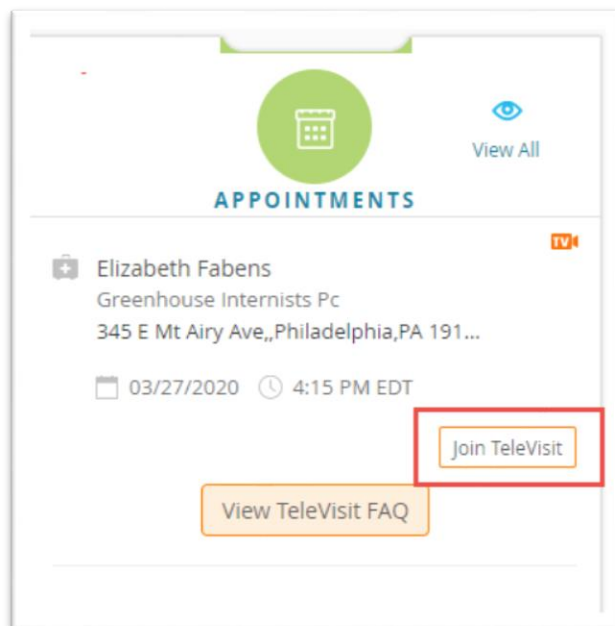 View All
APPOINTMENTS
TV
Elizabeth Fabens
Greenhouse Internists Pc
345 E Mt Airy Ave,,Philadelphia,PA 191...
03/27/2020 4:15 PM EDT
Join TeleVisit
View TeleVisit FAQ